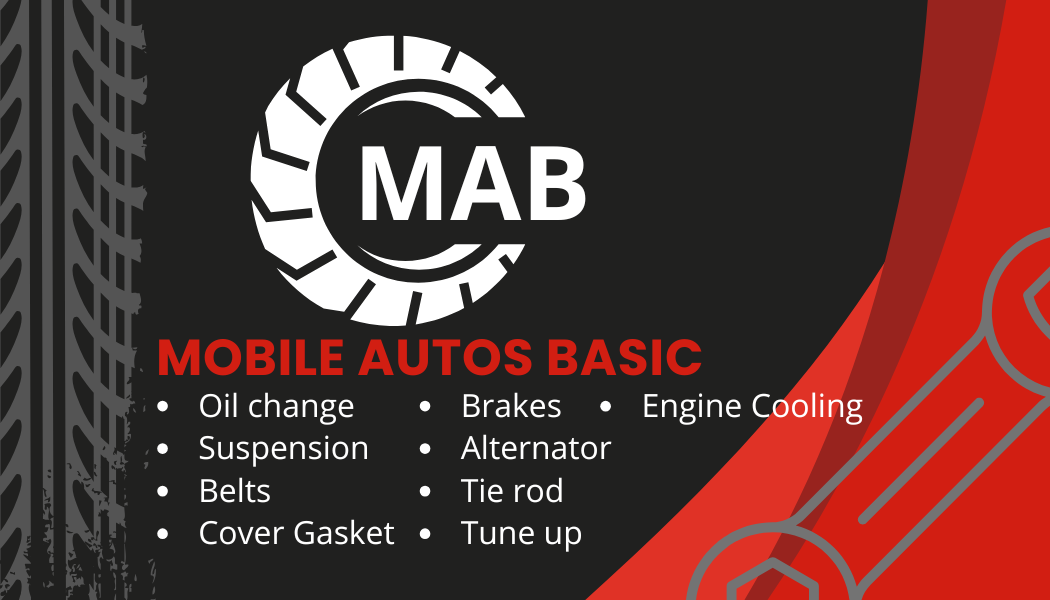 MAB
MOBILE AUTOS BASIC
• Oil change
• Suspension
• Belts
• Cover Gasket
• Brakes
• Alternator
• Tie rod
• Tune up
• Engine Cooling